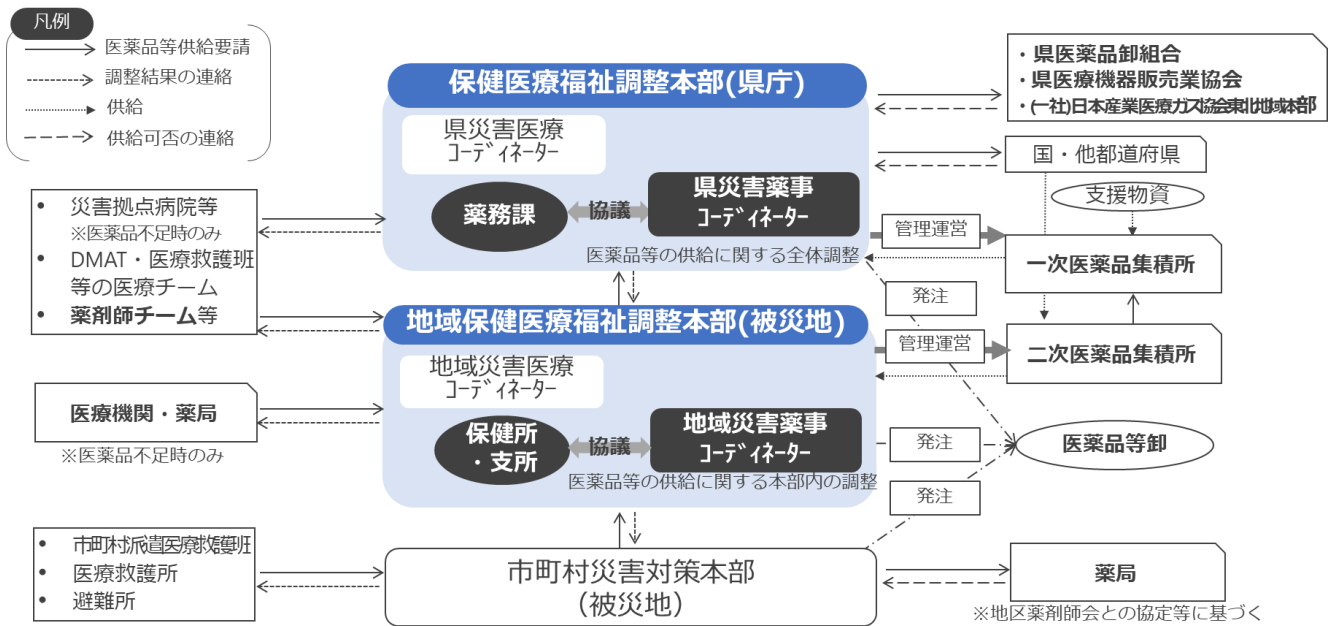 凡例
医薬品等供給要請
調整結果の連絡
供給
供給可否の連絡
保健医療福祉調整本部(県庁)
県災害医療
コーディネーター
薬務課
協議
県災害薬事
コーディネーター
医薬品等の供給に関する全体調整
・県医薬品卸組合
・県医療機器販売業協会
・(一社)日本産業医療ガス協会東北地域本部
国・他都道府県
支援物資
管理運営
一次医薬品集積所
発注
• 災害拠点病院等
※医薬品不足時のみ
• DMAT・医療救護班
等の医療チーム
• 薬剤師チーム等
地域保健医療福祉調整本部(被災地)
地域災害医療
コーディネーター
保健所
・支所
協議
地域災害薬事
コーディネーター
医薬品等の供給に関する本部内の調整
管理運営
二次医薬品集積所
医療機関・薬局
※医薬品不足時のみ
発注
医薬品等卸
発注
• 市町村派遣医療救護班
• 医療救護所
• 避難所
市町村災害対策本部
(被災地)
薬局
※地区薬剤師会との協定等に基づく